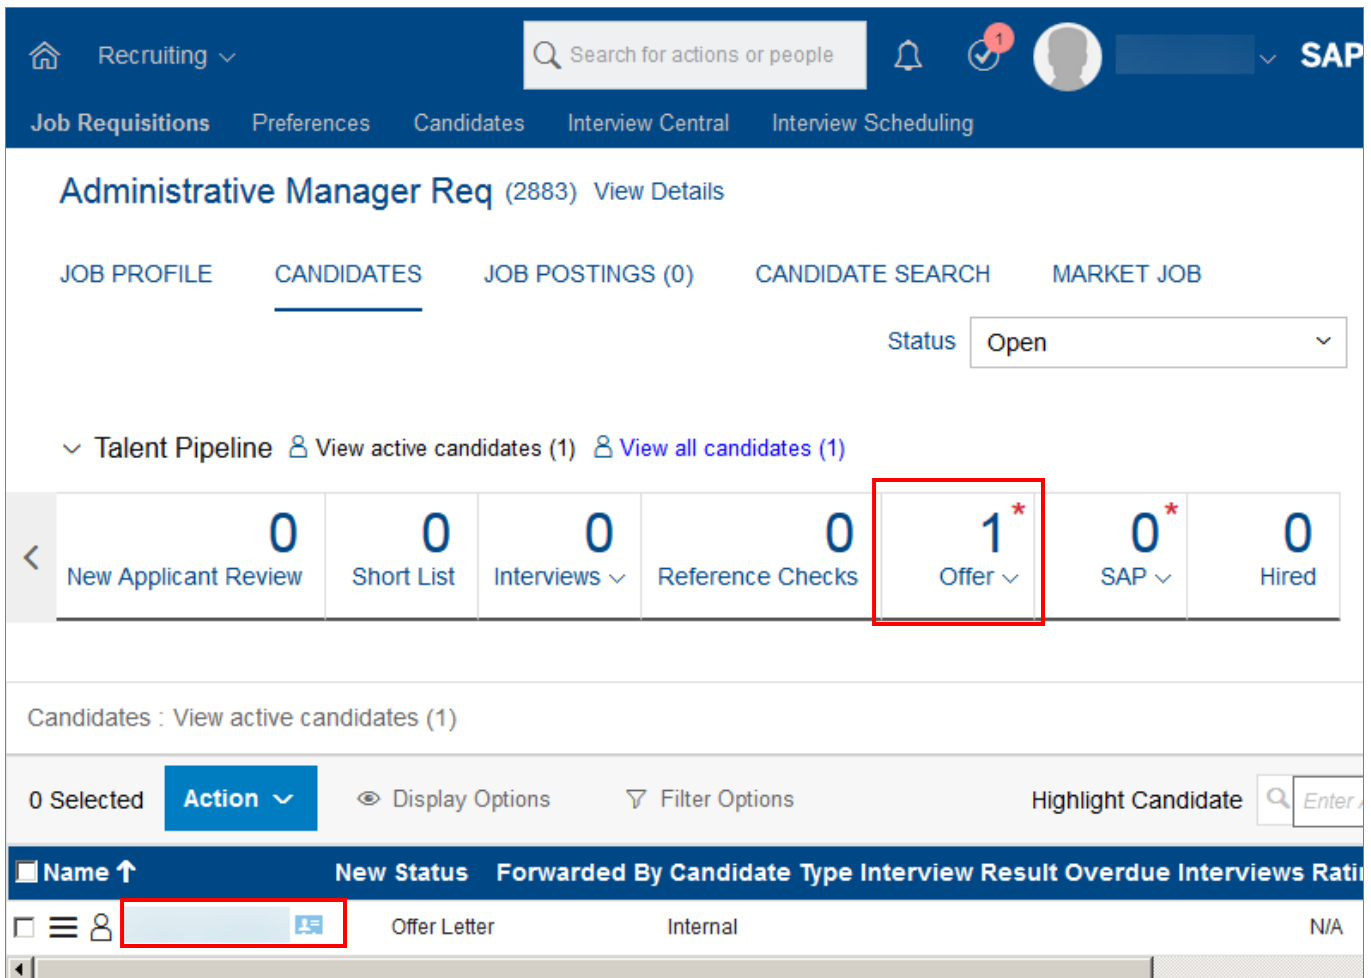 Recruiting
Search for actions or people
1
SAP
Job Requisitions Preferences Candidates Interview Central Interview Scheduling
Administrative Manager Req (2883) View Details
JOB PROFILE CANDIDATES JOB POSTINGS (0) CANDIDATE SEARCH MARKET JOB
Status Open
Talent Pipeline View active candidates (1) View all candidates (1)
0 0 0 0 1* 0* 0
New Applicant Review Short List Interviews Reference Checks Offer SAP Hired
Candidates : View active candidates (1)
0 Selected Action Display Options Filter Options Highlight Candidate Enter
Name New Status Forwarded By Candidate Type Interview Result Overdue Interviews Rati
Offer Letter Internal N/A